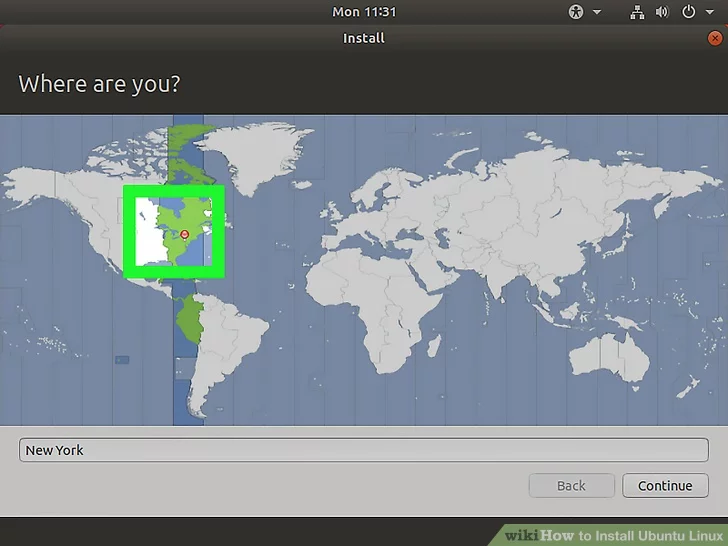 Mon 11:31
Install
Where are you?
New York
Back
Continue
wikiHow to Install Ubuntu Linux